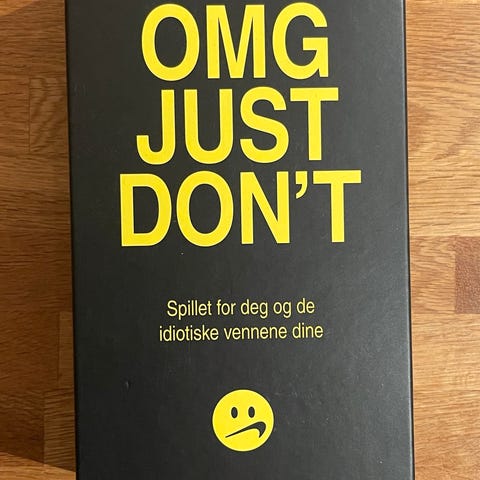 OMG
JUST
DON'T
Spillet for deg og de
idiotiske vennene dine